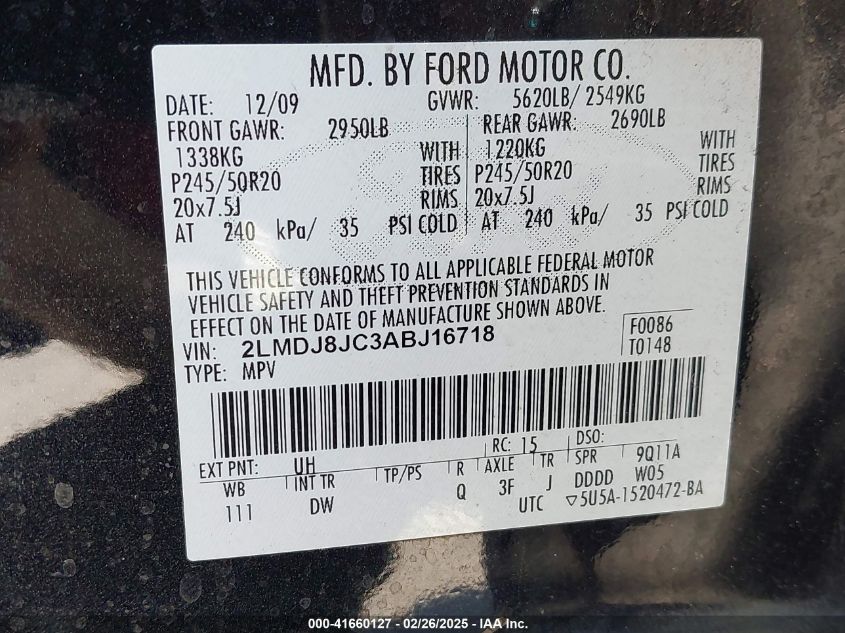 MFD. BY FORD MOTOR CO.
DATE: 12/09 GVWR: 5620LB/ 2549KG
FRONT GAWR: 2950LB REAR GAWR: 2690LB
1338KG WITH 1220KG WITH
P245/50R20 TIRES P245/50R20 TIRES
20x7.5J RIMS 20x7.5J RIMS
AT 240 kPa/ 35 PSI COLD AT 240 kPa/ 35 PSI COLD
THIS VEHICLE CONFORMS TO ALL APPLICABLE FEDERAL MOTOR
VEHICLE SAFETY AND THEFT PREVENTION STANDARDS IN
EFFECT ON THE DATE OF MANUFACTURE SHOWN ABOVE.
VIN: 2LMDJ8JC3ABJ16718 F0086
TYPE: MPV T0148
RC: 15 DSO:
EXT PNT: UH R AXLE TR SPR 9Q11A
WB INT TR TP/PS Q 3F J DDDD W05
111 DW UTC ▽5U5A-1520472-BA
000-41660127 - 02/26/2025 - IAA Inc.